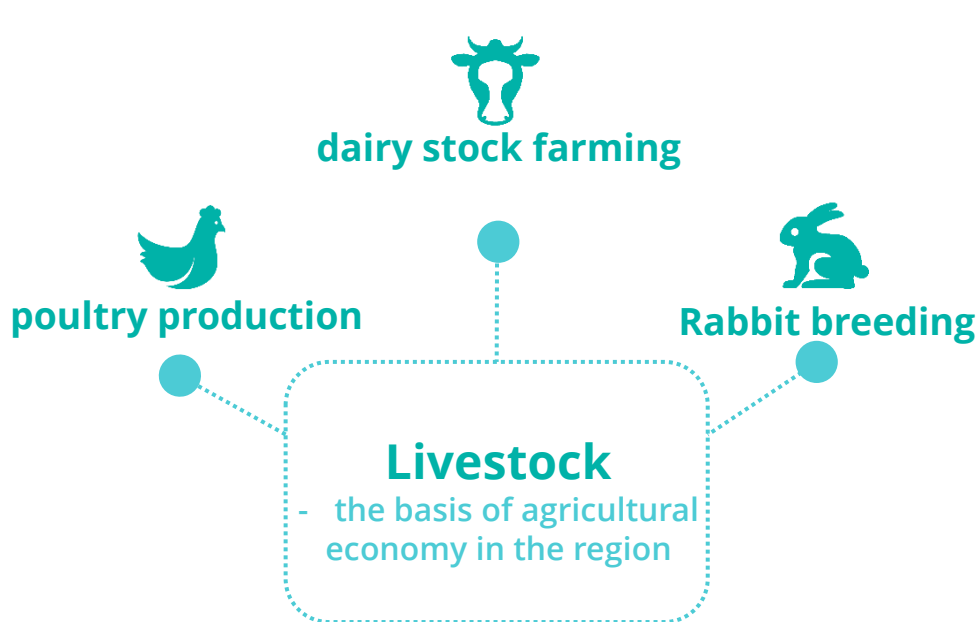 dairy stock farming
poultry production
Rabbit breeding
Livestock
- the basis of agricultural
economy in the region